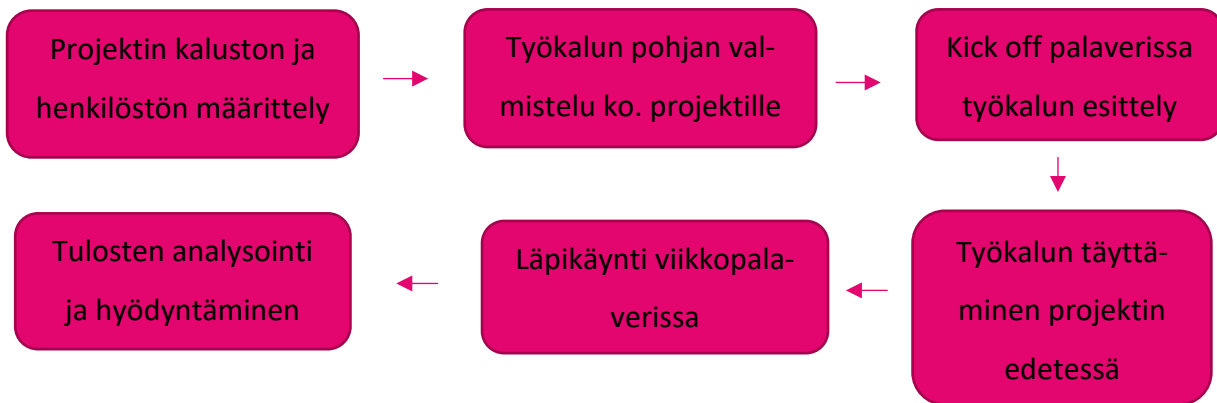 Projektin kaluston ja
henkilöstön määrittely
Työkalun pohjan val-
mistelu ko. projektille
Kick off palaverissa
työkalun esittely
Työkalun täyttä-
minen projektin
edetessä
Läpikäynti viikkopala-
verissa
Tulosten analysointi
ja hyödyntäminen